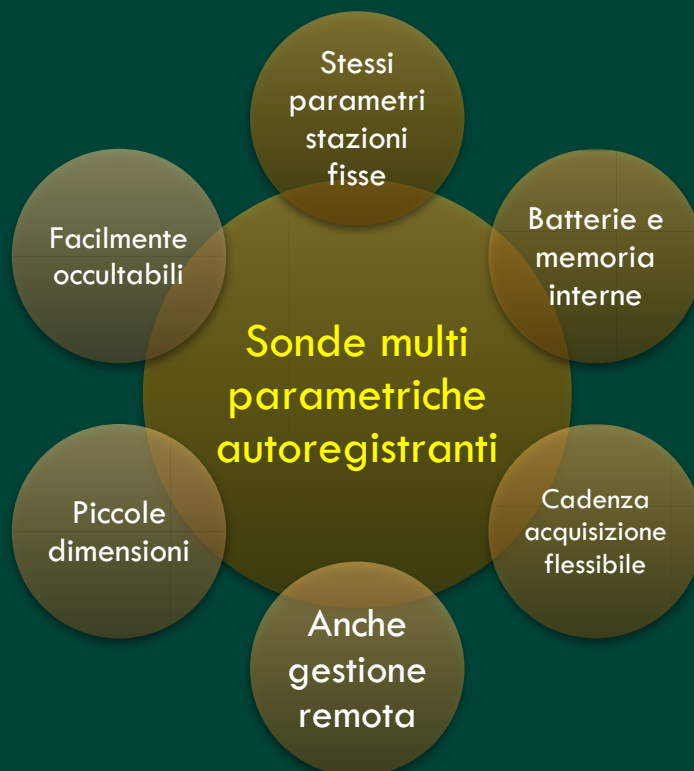 Stessi
parametri
stazioni
fisse
Facilmente
occultabili
Batterie e
memoria
interne
Sonde multi
parametriche
autoregistranti
Piccole
dimensioni
Cadenza
acquisizione
flessibile
Anche
gestione
remota